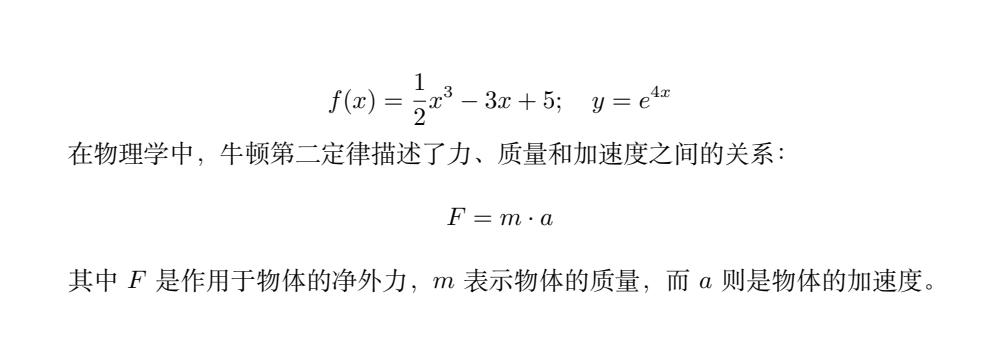 f(x) = \frac{1}{2}x^3 - 3x + 5; \quad y = e^{4x}
在物理学中，牛顿第二定律描述了力、质量和加速度之间的关系：
F = m · a
其中 F 是作用于物体的净外力，m 表示物体的质量，而 a 则是物体的加速度。